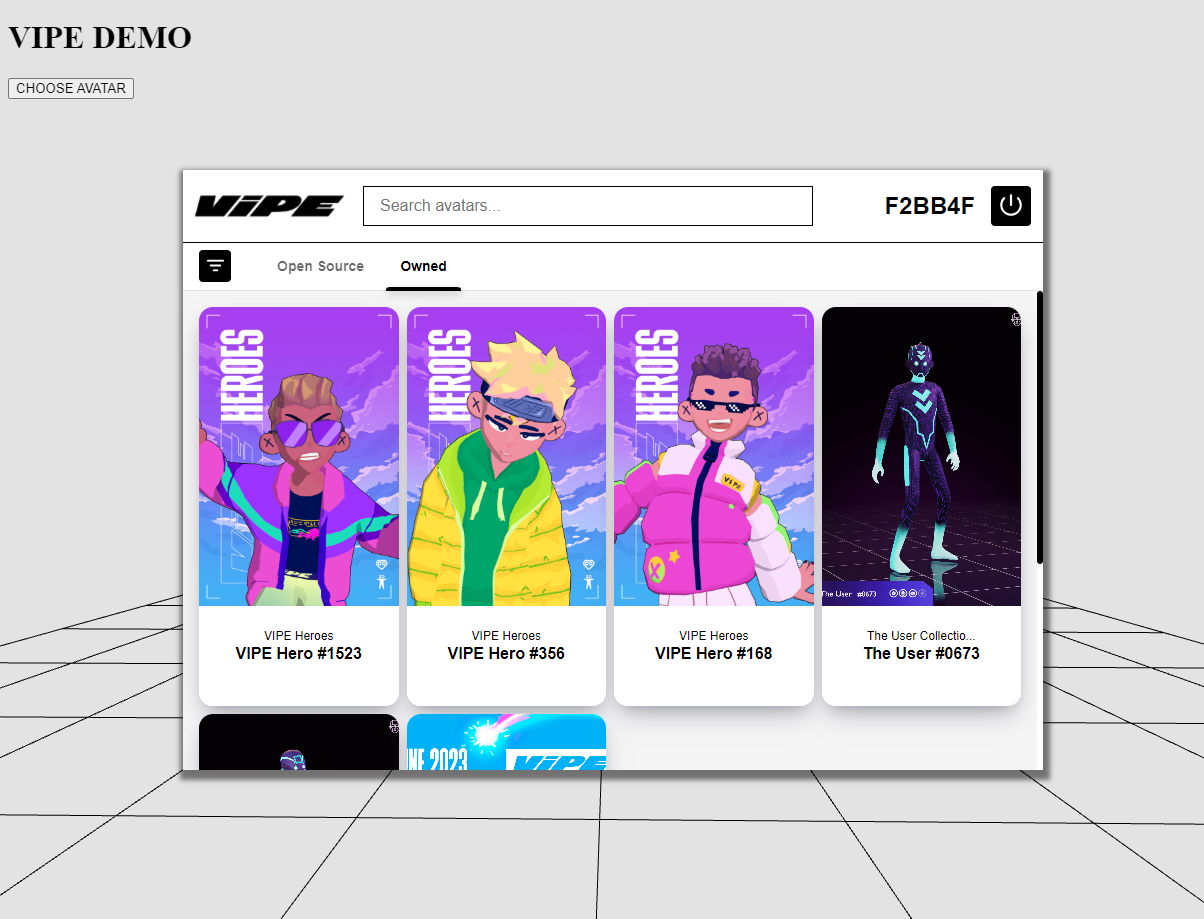 VIPE DEMO
CHOOSE AVATAR
ViPE
Search avatars...
F2BB4F
Open Source
Owned
HEROES
HEROES
HEROES
VIPE
The User #0673
VIPE Heroes
VIPE Hero #1523
VIPE Heroes
VIPE Hero #356
VIPE Heroes
VIPE Hero #168
The User Collectio...
The User #0673
NE 2023
ViPE